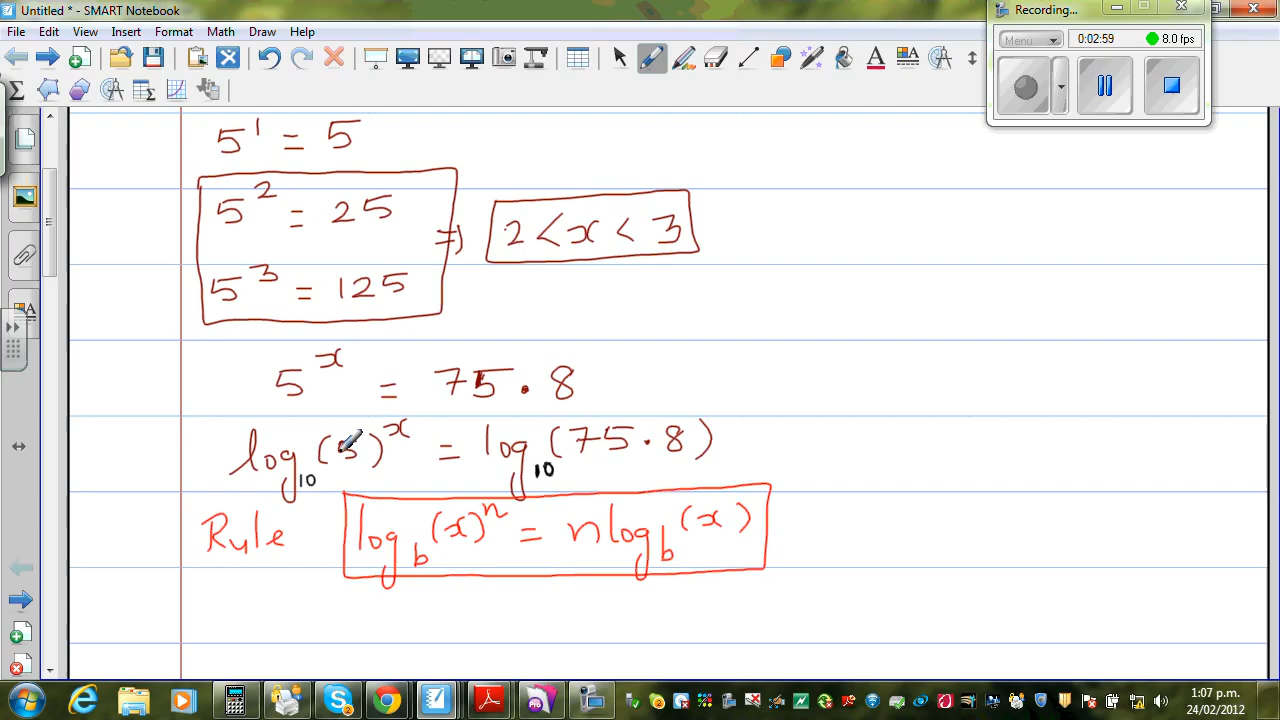 Untitled * - SMART Notebook
Recording...
File Edit View Insert Format Math Draw Help
Menu
0:02:59
8.0 fps
5¹ = 5
5² = 25
⇒ 2 < x < 3
5³ = 125
5ˣ = 75.8
log₁₀(5)ˣ = log₁₀(75.8)
Rule log_b(x)ⁿ = n log_b(x)
1:07 p.m.
24/02/2012